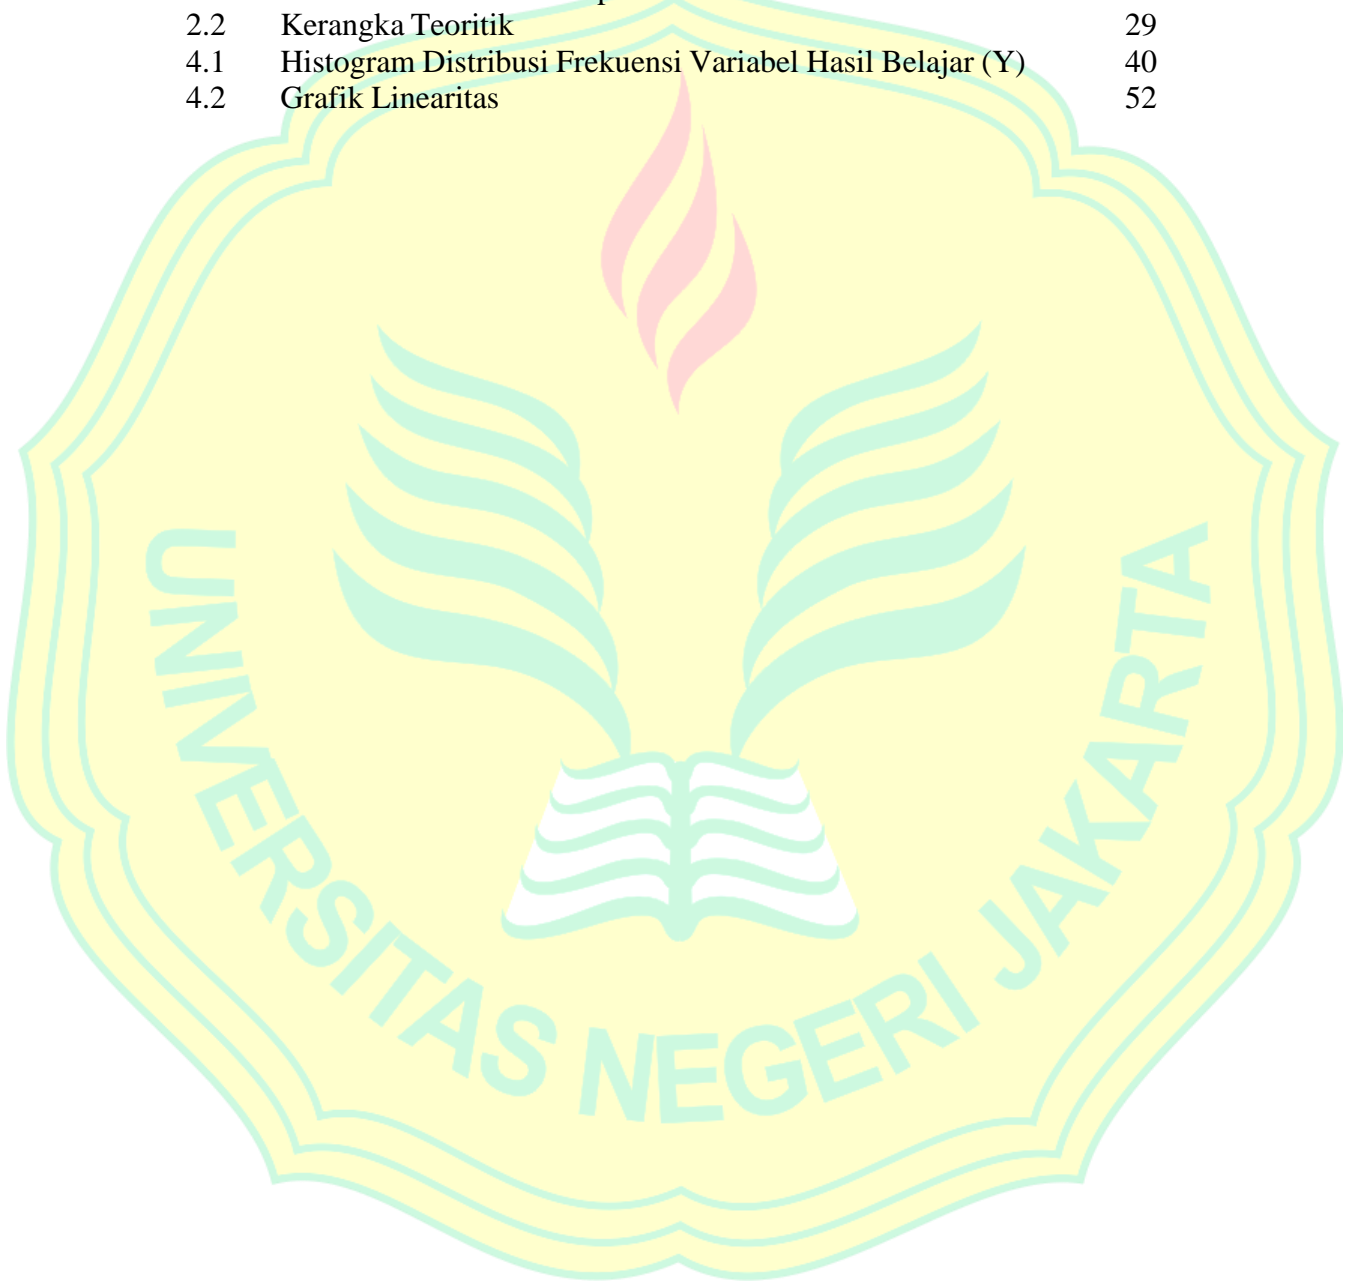 2.2 Kerangka Teoritik 29
4.1 Histogram Distribusi Frekuensi Variabel Hasil Belajar (Y) 40
4.2 Grafik Linearitas 52
UNIVERSITAS NEGERI JAKARTA